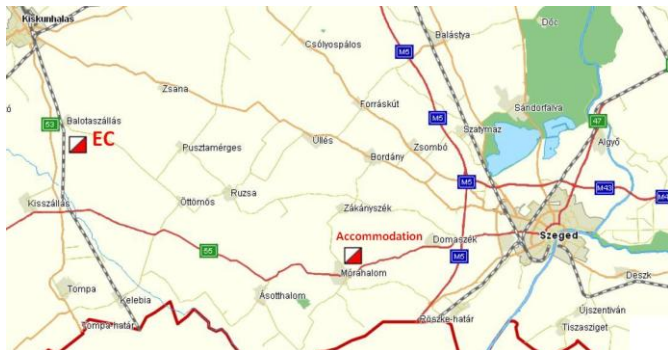 Kiskunhalas
Dóc
Csólyospálos
M5
Balástya
Zsana
Forráskút
Sándorfalva
53
Balotaszállás
EC
M5
Szatymaz
47
Algyő
Pusztamérges
Üllés
Bordány
Zsombó
Kisszállás
Öttömös
Ruzsa
M5
M43
Zákányszék
Accommodation
Domaszék
Szeged
55
M5
Mórahalom
Deszk
Tompa
Kelebia
Ásotthalom
Tompa-határ
Röszke-határ
Újszentiván
Tiszasziget